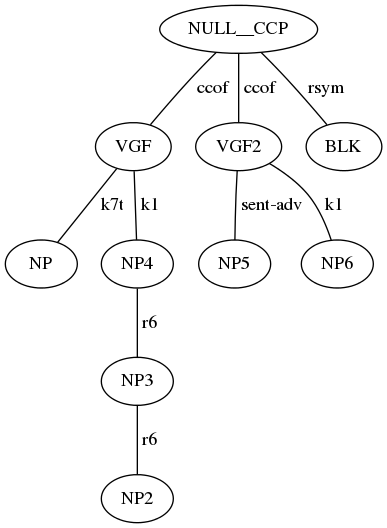 NULL__CCP
ccof ccof rsym
VGF VGF2 BLK
k7t k1 sent-adv k1
NP NP4 NP5 NP6
r6
NP3
r6
NP2